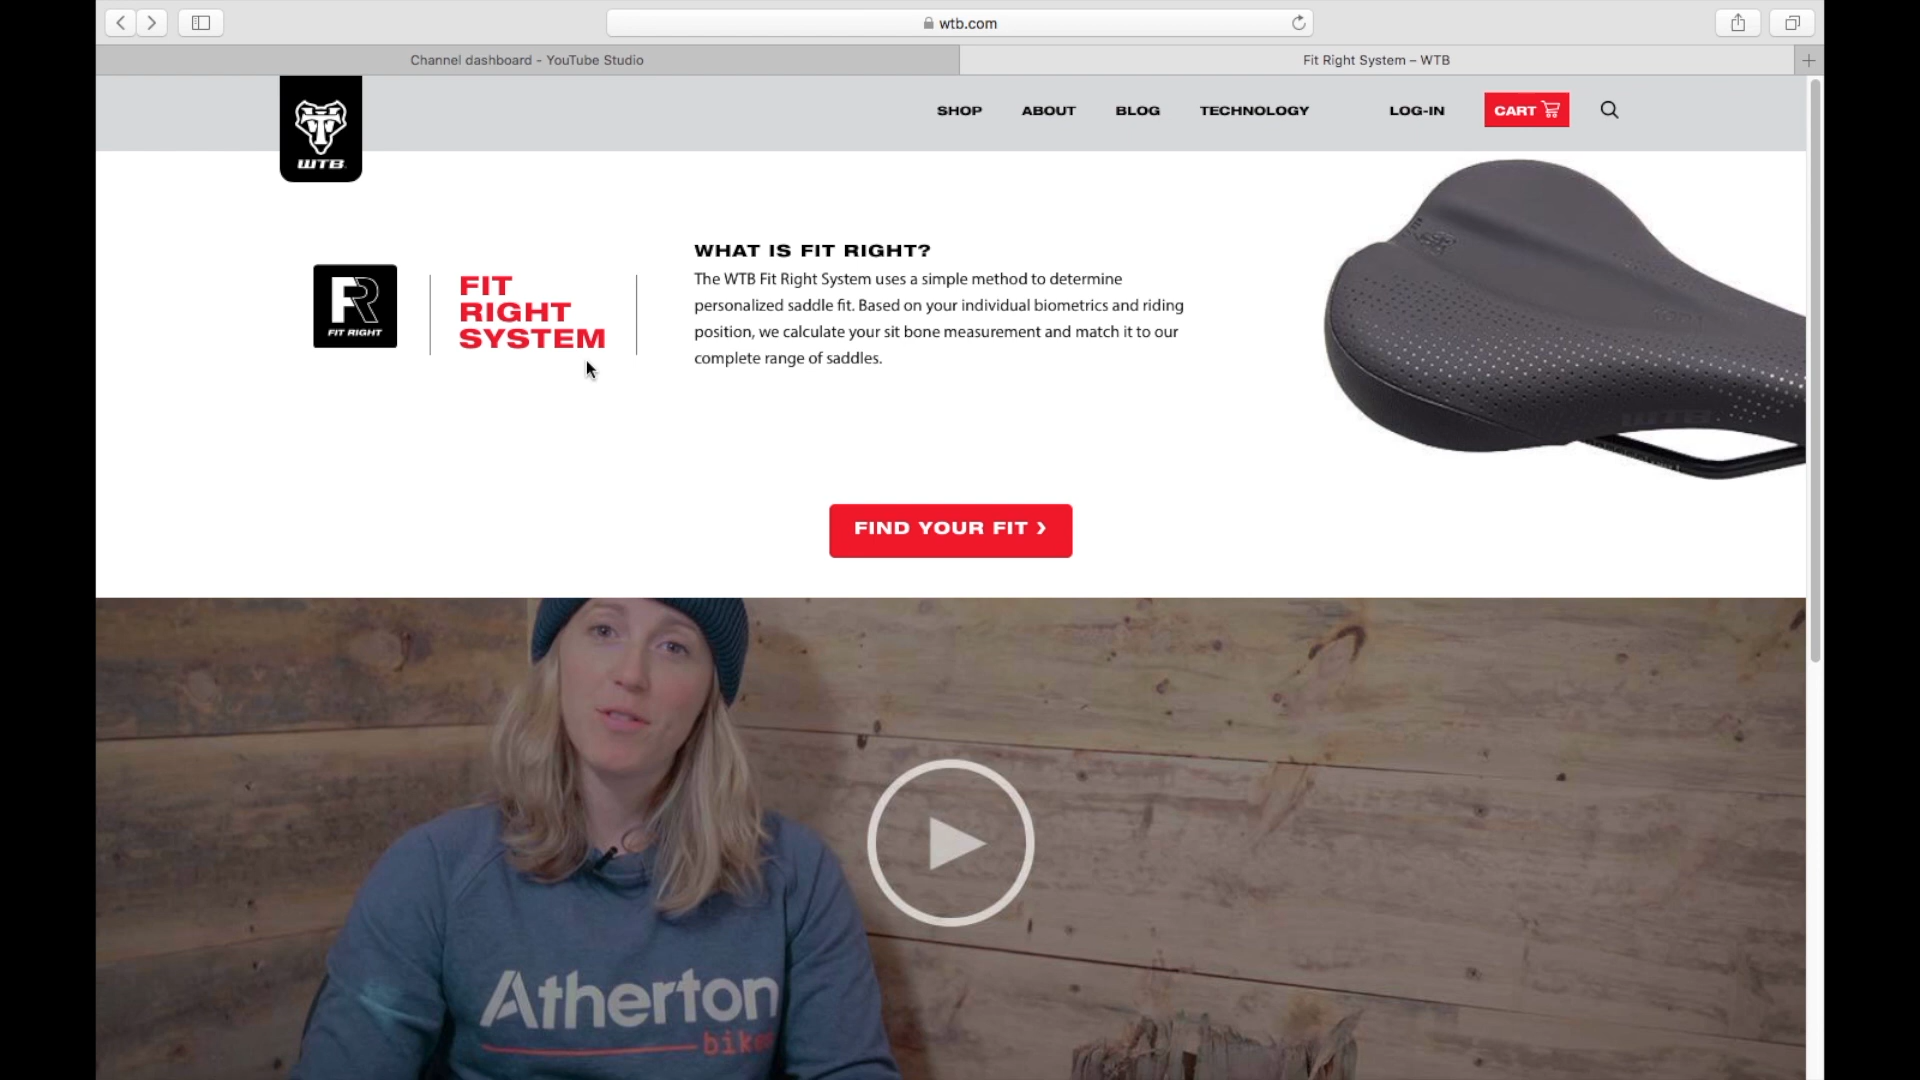 wtb.com
Channel dashboard - YouTube Studio
Fit Right System – WTB
WTB
SHOP
ABOUT
BLOG
TECHNOLOGY
LOG-IN
CART
FR
FIT RIGHT
FIT
RIGHT
SYSTEM
WHAT IS FIT RIGHT?
The WTB Fit Right System uses a simple method to determine
personalized saddle fit. Based on your individual biometrics and riding
position, we calculate your sit bone measurement and match it to our
complete range of saddles.
WTB
FIND YOUR FIT ›
Atherton
bikes